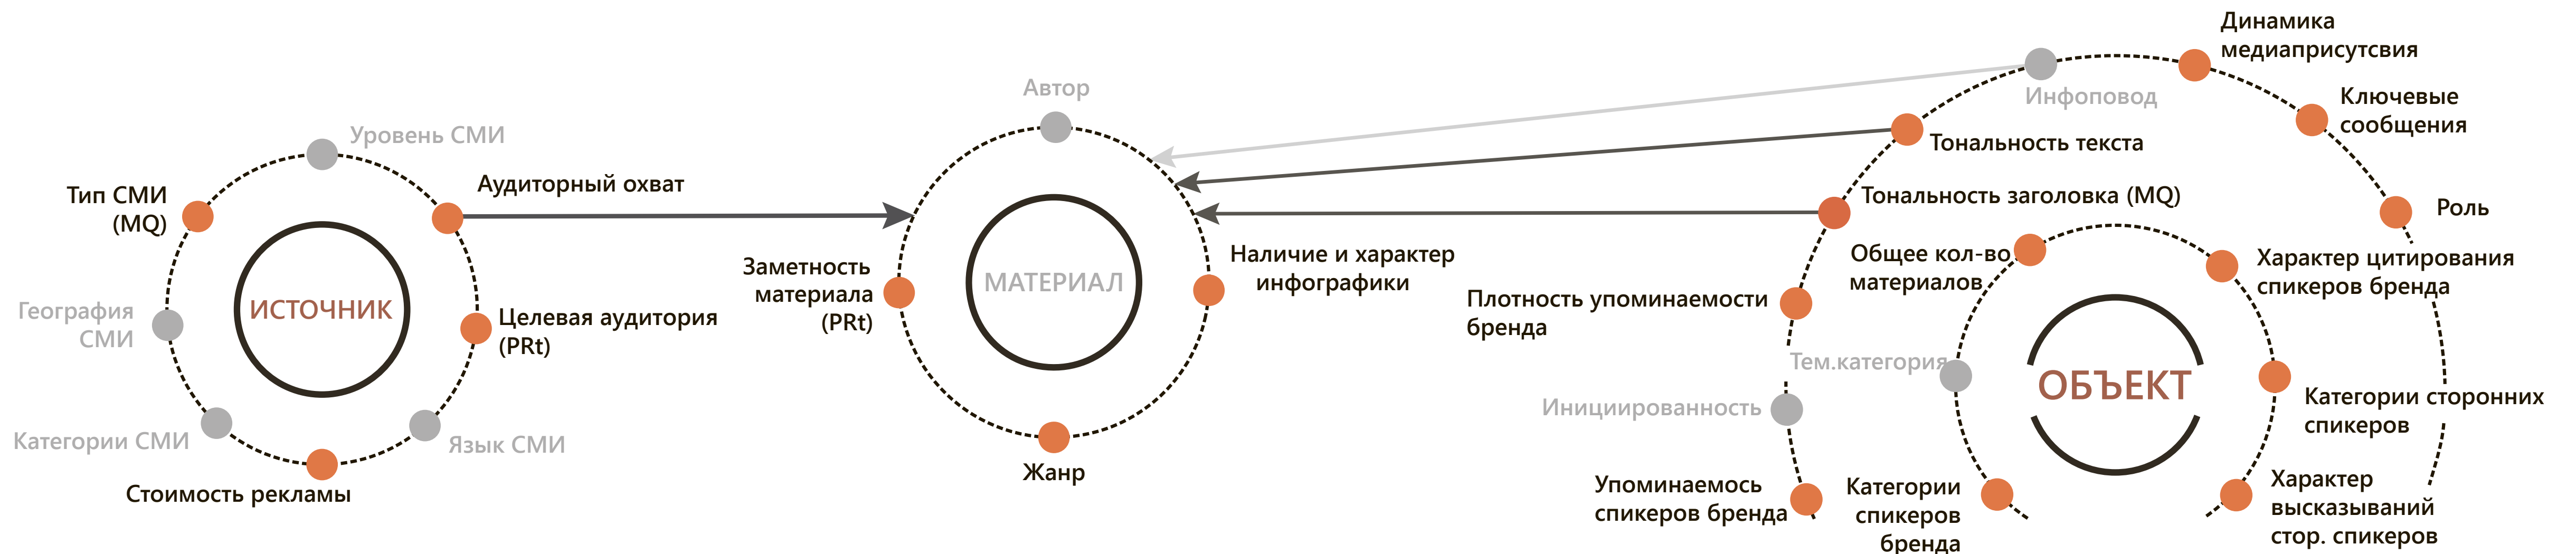 Уровень СМИ
Тип СМИ
(MQ)
Аудиторный охват
ИСТОЧНИК
География
СМИ
Целевая аудитория
(PRt)
Категории СМИ
Язык СМИ
Стоимость рекламы
Автор
МАТЕРИАЛ
Заметность
материала
(PRt)
Наличие и характер
инфографики
Жанр
Динамика
медиаприсутсвия
Инфоповод
Ключевые
сообщения
Тональность текста
Тональность заголовка (MQ)
Роль
Общее кол-во
материалов
Характер цитирования
спикеров бренда
Плотность упоминаемости
бренда
Тем.категория
ОБЪЕКТ
Инициированность
Категории сторонних
спикеров
Упоминаемось
спикеров бренда
Категории
спикеров
бренда
Характер
высказываний
стор. спикеров